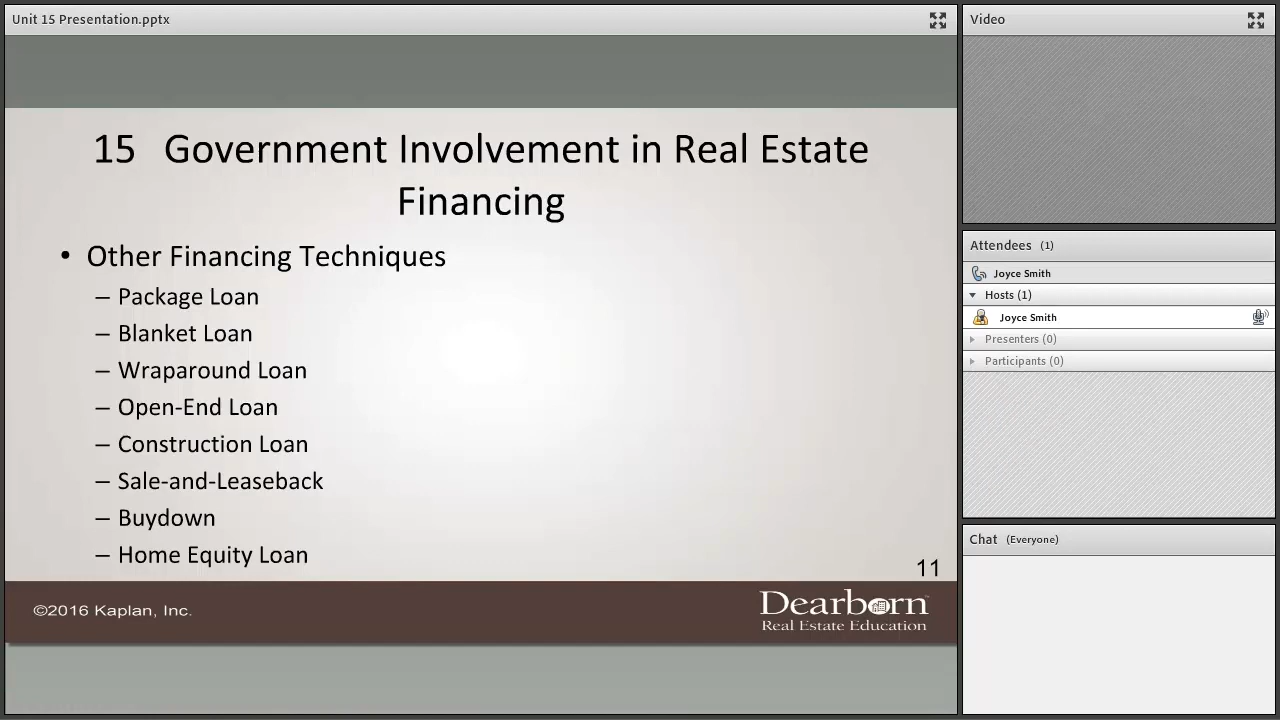 Unit 15 Presentation.pptx
15 Government Involvement in Real Estate
Financing
• Other Financing Techniques
– Package Loan
– Blanket Loan
– Wraparound Loan
– Open-End Loan
– Construction Loan
– Sale-and-Leaseback
– Buydown
– Home Equity Loan
11
©2016 Kaplan, Inc.
Dearborn™
Real Estate Education
Video
Attendees (1)
Joyce Smith
Hosts (1)
Joyce Smith
Presenters (0)
Participants (0)
Chat (Everyone)